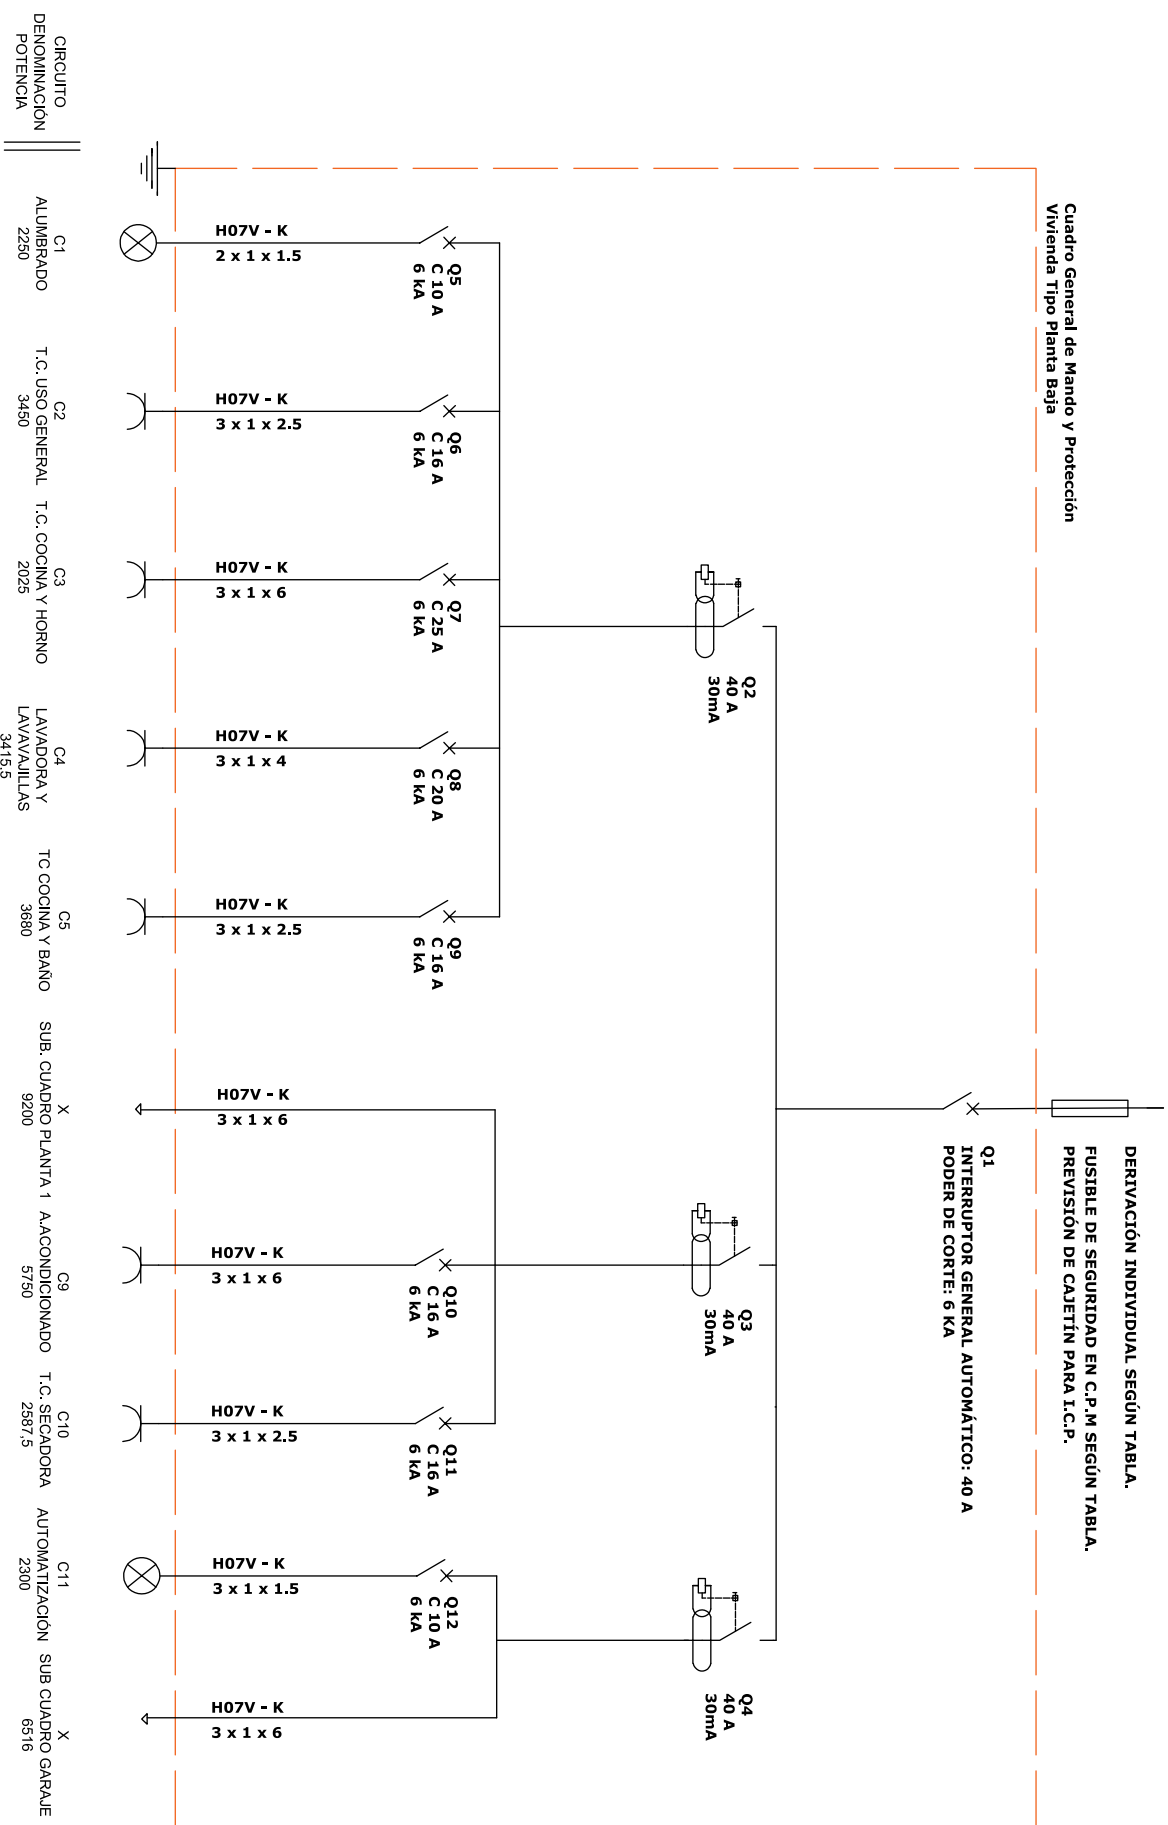 DERIVACIÓN INDIVIDUAL SEGÚN TABLA.
FUSIBLE DE SEGURIDAD EN C.P.M SEGÚN TABLA.
PREVISIÓN DE CAJETÍN PARA I.C.P.
Cuadro General de Mando y Protección
Vivienda Tipo Planta Baja
Q1
INTERRUPTOR GENERAL AUTOMÁTICO: 40 A
PODER DE CORTE: 6 KA
Q2
40 A
30mA
Q3
40 A
30mA
Q4
40 A
30mA
Q5
C 10 A
6 kA
Q6
C 16 A
6 kA
Q7
C 25 A
6 kA
Q8
C 20 A
6 kA
Q9
C 16 A
6 kA
Q10
C 16 A
6 kA
Q11
C 16 A
6 kA
Q12
C 10 A
6 kA
H07V - K
2 x 1 x 1.5
H07V - K
3 x 1 x 2.5
H07V - K
3 x 1 x 6
H07V - K
3 x 1 x 4
H07V - K
3 x 1 x 2.5
H07V - K
3 x 1 x 6
H07V - K
3 x 1 x 6
H07V - K
3 x 1 x 2.5
H07V - K
3 x 1 x 1.5
H07V - K
3 x 1 x 6
CIRCUITO
DENOMINACIÓN
POTENCIA
C1
ALUMBRADO
2250
C2
T.C. USO GENERAL
3450
C3
T.C. COCINA Y HORNO
2025
C4
LAVADORA Y
LAVAVAJILLAS
3415,5
C5
TC COCINA Y BAÑO
3680
X
SUB. CUADRO PLANTA 1
9200
C9
A.ACONDICIONADO
5750
C10
T.C. SECADORA
2587,5
C11
AUTOMATIZACIÓN
2300
X
SUB CUADRO GARAJE
6516